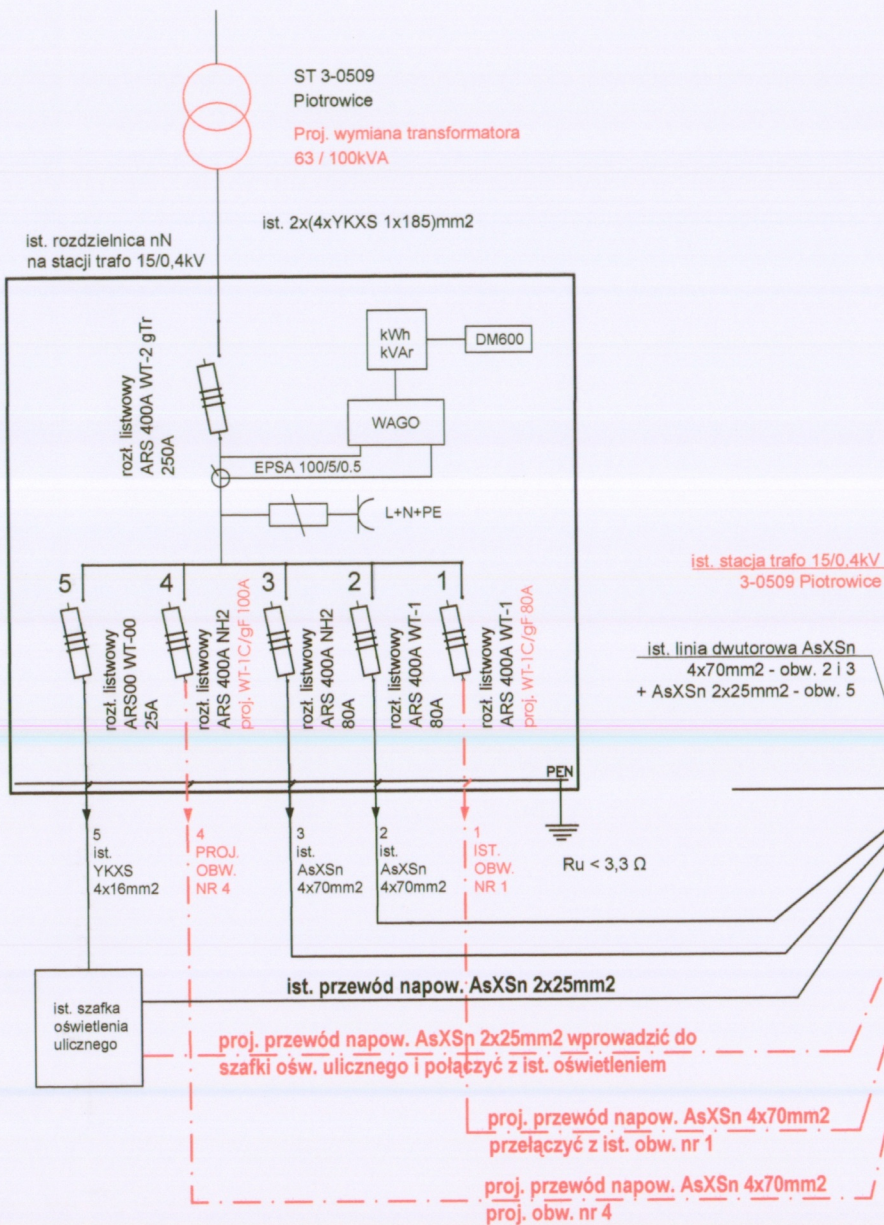 ST 3-0509
Piotrowice
Proj. wymiana transformatora
63 / 100kVA
ist. 2x(4xYKXS 1x185)mm2
ist. rozdzielnica nN
na stacji trafo 15/0,4kV
rozł. listwowy
ARS 400A WT-2 gTr
250A
kWh
kVAr
DM600
WAGO
EPSA 100/5/0.5
L+N+PE
5
4
3
2
1
rozł. listwowy
ARS00 WT-00
25A
rozł. listwowy
ARS 400A NH2
proj. WT-1C/gF 100A
rozł. listwowy
ARS 400A NH2
80A
rozł. listwowy
ARS 400A WT-1
80A
rozł. listwowy
ARS 400A WT-1
proj. WT-1C/gF 80A
ist. stacja trafo 15/0.4kV
3-0509 Piotrowice
ist. linia dwutorowa AsXSn
4x70mm2 - obw. 2 i 3
+ AsXSn 2x25mm2 - obw. 5
PEN
5
ist.
YKXS
4x16mm2
4
PROJ.
OBW.
NR 4
3
ist.
AsXSn
4x70mm2
2
ist.
AsXSn
4x70mm2
1
IST.
OBW.
NR 1
Ru < 3,3 Ω
ist. szafka
oświetlenia
ulicznego
ist. przewód napow. AsXSn 2x25mm2
proj. przewód napow. AsXSn 2x25mm2 wprowadzić do
szafki ośw. ulicznego i połączyć z ist. oświetleniem
proj. przewód napow. AsXSn 4x70mm2
przełączyć z ist. obw. nr 1
proj. przewód napow. AsXSn 4x70mm2
proj. obw. nr 4